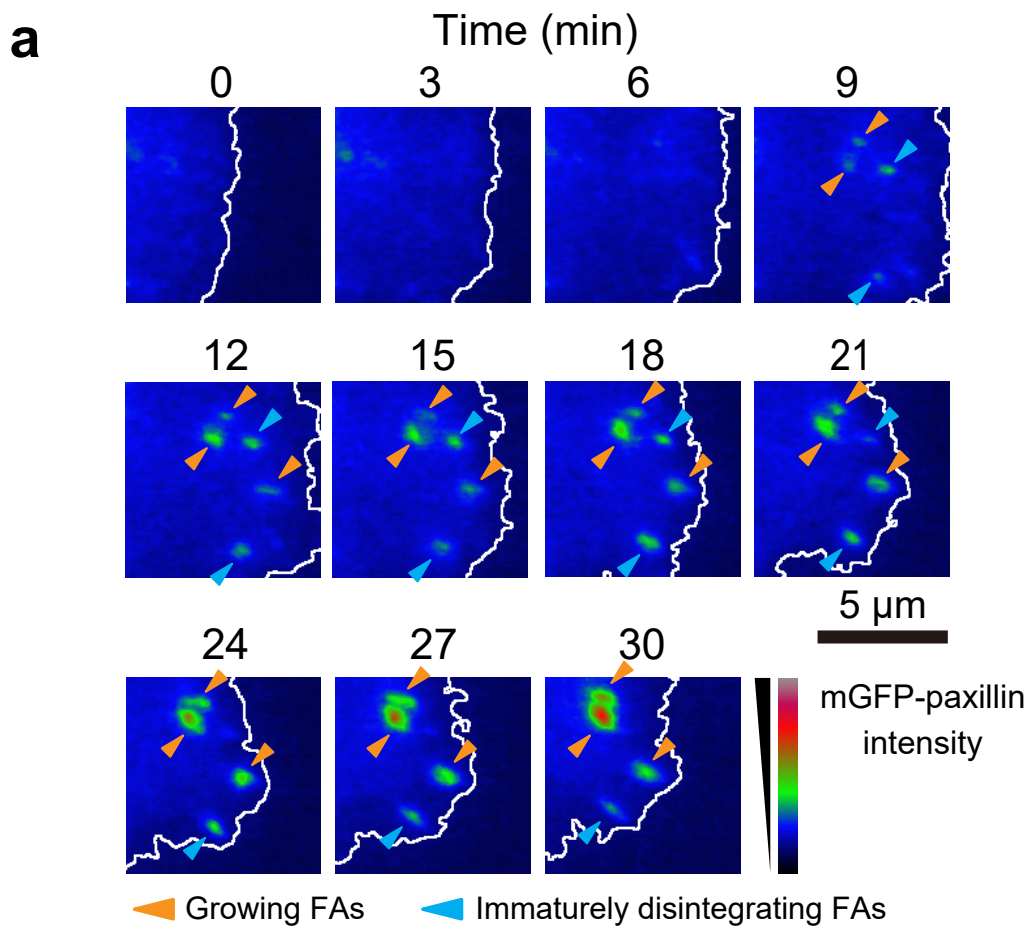 a
Time (min)
0 3 6 9
12 15 18 21
5 µm
24 27 30
mGFP-paxillin
intensity
Growing FAs
Immaturely disintegrating FAs